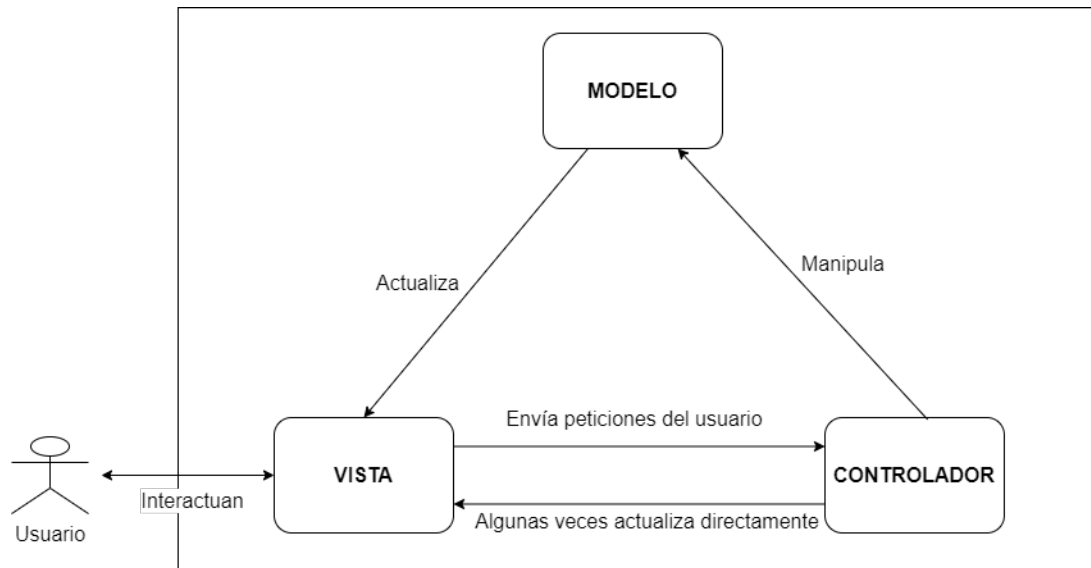 MODELO
Actualiza
Manipula
Envía peticiones del usuario
VISTA
CONTROLADOR
Interactuan
Algunas veces actualiza directamente
Usuario